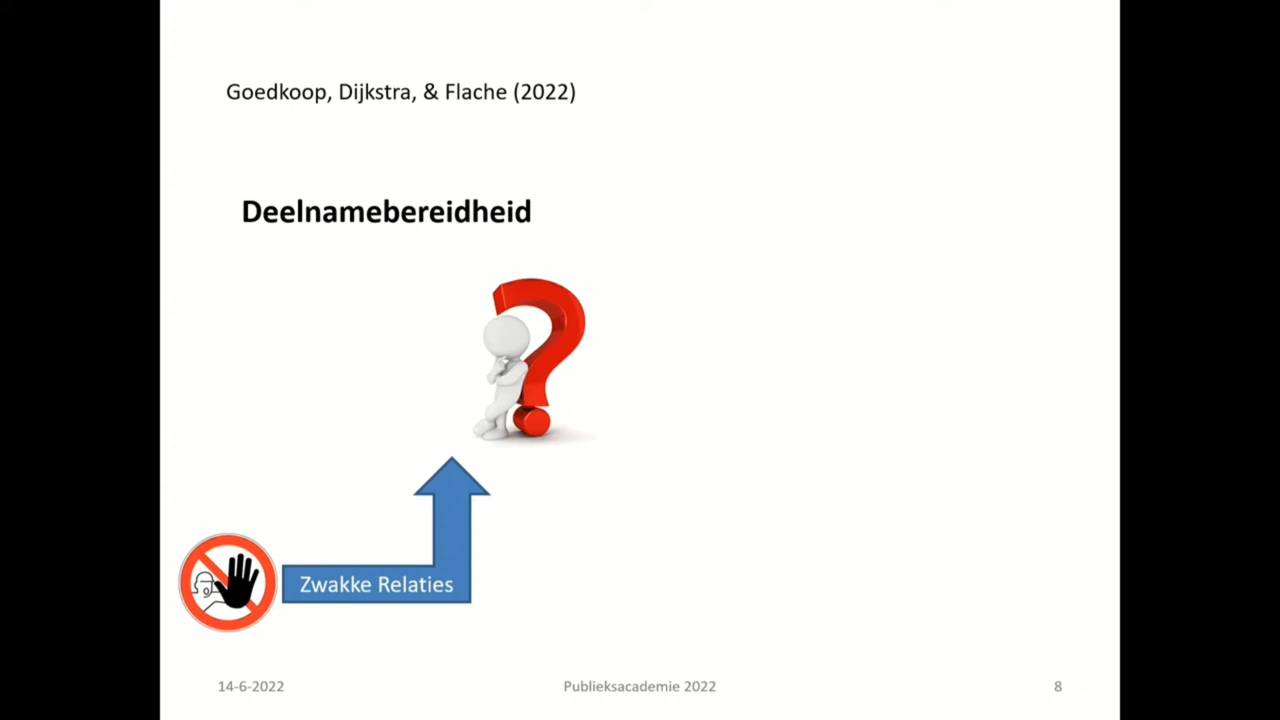 Goedkoop, Dijkstra, & Flache (2022)
Deelnamebereidheid
Zwakke Relaties
14-6-2022
Publieksacademie 2022
8